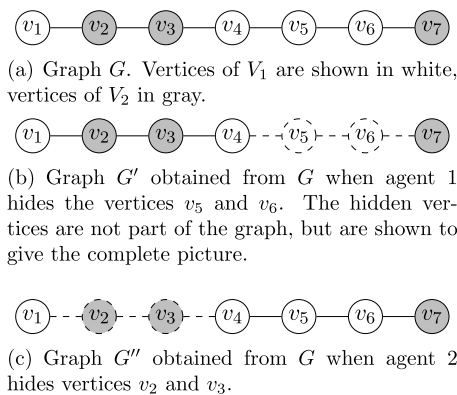 v1 v2 v3 v4 v5 v6 v7
(a) Graph G. Vertices of V1 are shown in white,
vertices of V2 in gray.
v1 v2 v3 v4 v5 v6 v7
(b) Graph G′ obtained from G when agent 1
hides the vertices v5 and v6. The hidden ver-
tices are not part of the graph, but are shown to
give the complete picture.
v1 v2 v3 v4 v5 v6 v7
(c) Graph G′′ obtained from G when agent 2
hides vertices v2 and v3.